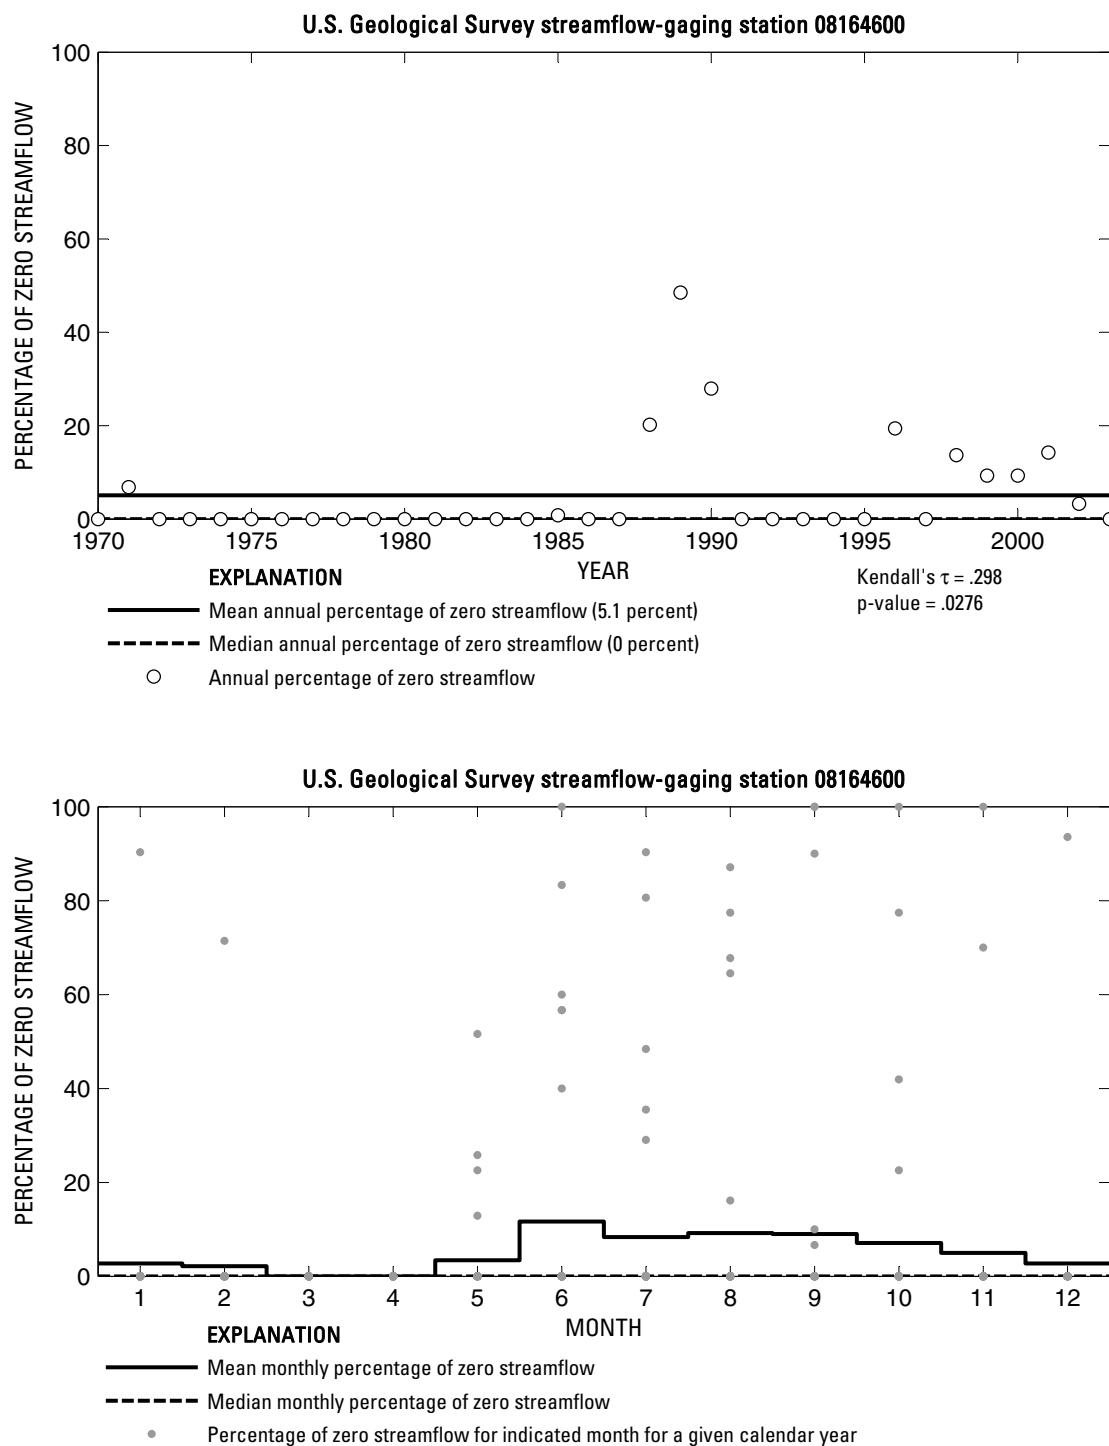 U.S. Geological Survey streamflow-gaging station 08164600
PERCENTAGE OF ZERO STREAMFLOW
100
80
60
40
20
0
1970 1975 1980 1985 1990 1995 2000
YEAR
Kendall's τ = .298
p-value = .0276
EXPLANATION
Mean annual percentage of zero streamflow (5.1 percent)
Median annual percentage of zero streamflow (0 percent)
Annual percentage of zero streamflow
U.S. Geological Survey streamflow-gaging station 08164600
PERCENTAGE OF ZERO STREAMFLOW
100
80
60
40
20
0
1 2 3 4 5 6 7 8 9 10 11 12
MONTH
EXPLANATION
Mean monthly percentage of zero streamflow
Median monthly percentage of zero streamflow
Percentage of zero streamflow for indicated month for a given calendar year